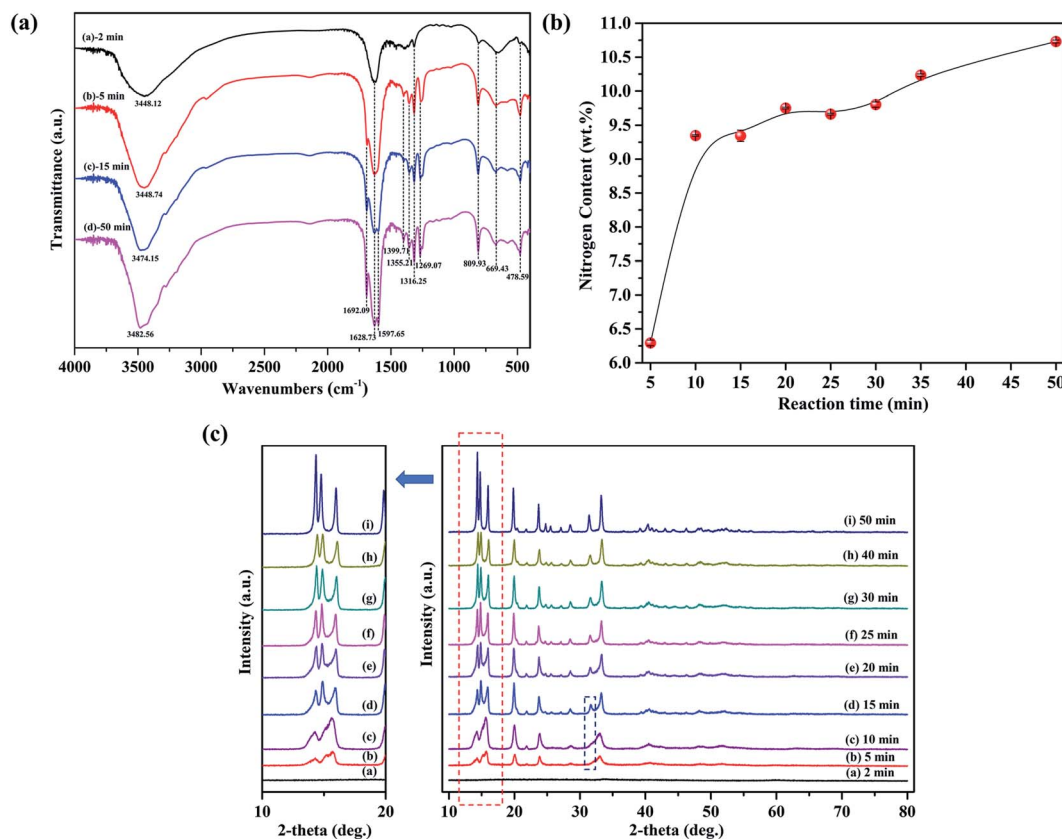 (a)
Transmittance (a.u.)
(a)-2 min
3448.12
(b)-5 min
3448.74
(c)-15 min
3474.15
(d)-50 min
3482.56
1692.09
1628.73
1597.65
1399.71
1355.21
1316.25
1269.07
809.93
669.43
478.59
4000 3500 3000 2500 2000 1500 1000 500
Wavenumbers (cm-1)
(b)
Nitrogen Content (wt.%)
11.0
10.5
10.0
9.5
9.0
8.5
8.0
7.5
7.0
6.5
6.0
5 10 15 20 25 30 35 40 45 50
Reaction time (min)
(c)
Intensity (a.u.)
(i)
(h)
(g)
(f)
(e)
(d)
(c)
(b)
(a)
10 20
2-theta (deg.)
Intensity (a.u.)
(i) 50 min
(h) 40 min
(g) 30 min
(f) 25 min
(e) 20 min
(d) 15 min
(c) 10 min
(b) 5 min
(a) 2 min
10 20 30 40 50 60 70 80
2-theta (deg.)